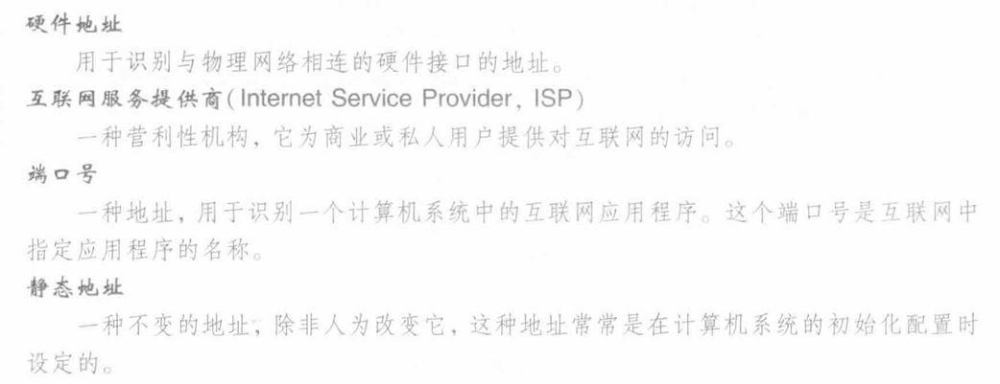 硬件地址
用于识别与物理网络相连的硬件接口的地址。
互联网服务提供商(Internet Service Provider, ISP)
一种营利性机构，它为商业或私人用户提供对互联网的访问。
端口号
一种地址，用于识别一个计算机系统中的互联网应用程序。这个端口号是互联网中
指定应用程序的名称。
静态地址
一种不变的地址，除非人为改变它，这种地址常常是在计算机系统的初始化配置时
设定的。